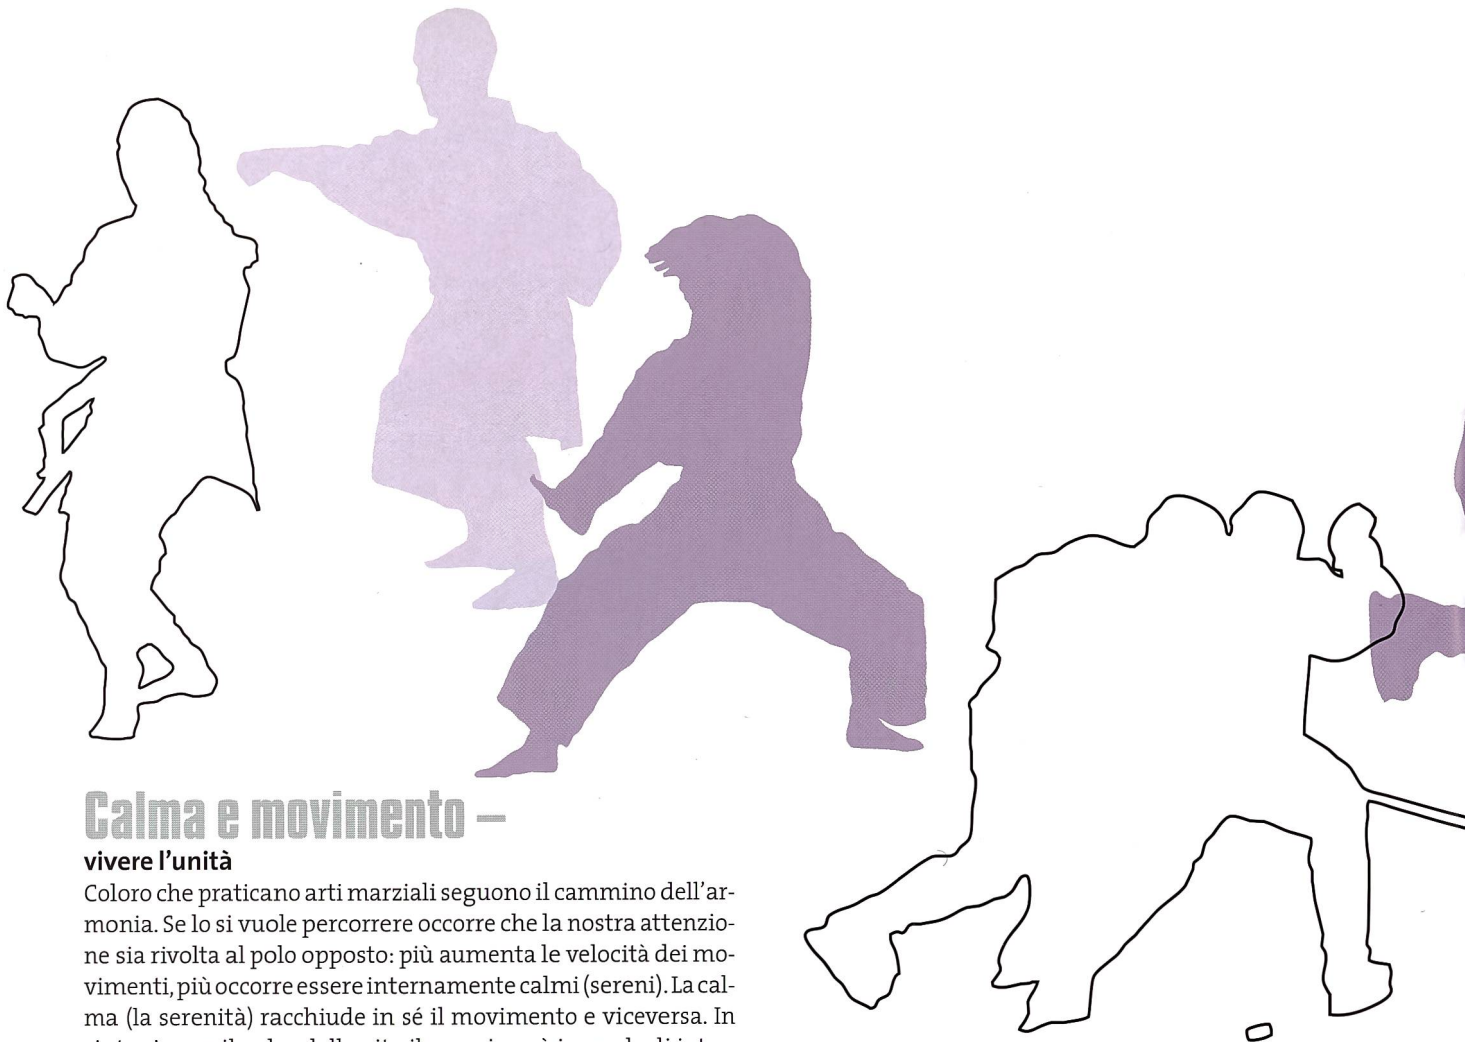 Calma e movimento –
vivere l'unità
Coloro che praticano arti marziali seguono il cammino dell'ar-
monia. Se lo si vuole percorrere occorre che la nostra attenzio-
ne sia rivolta al polo opposto: più aumenta le velocità dei mo-
vimenti, più occorre essere internamente calmi (sereni). La cal-
ma (la serenità) racchiude in sé il movimento e viceversa. In